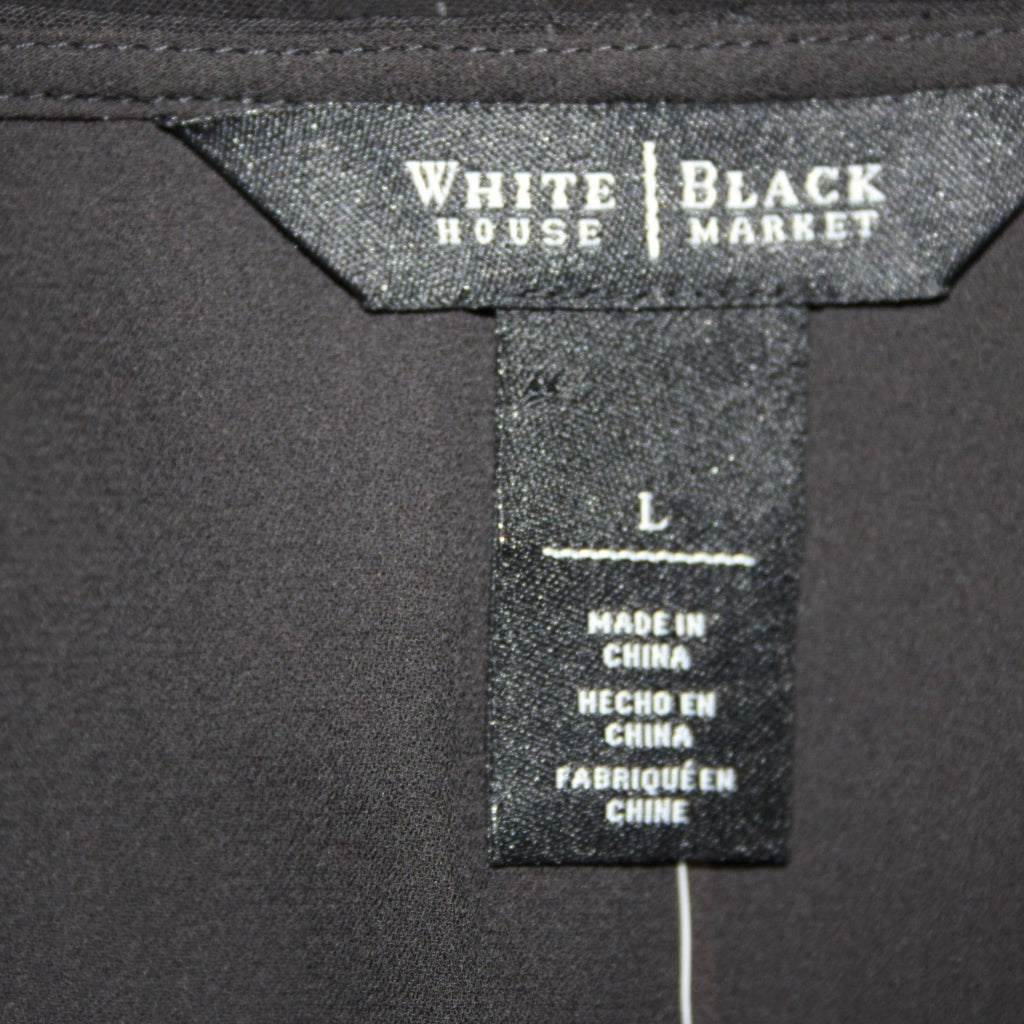 WHITE | BLACK
HOUSE | MARKET
L
MADE IN
CHINA
HECHO EN
CHINA
FABRIQUÉ EN
CHINE